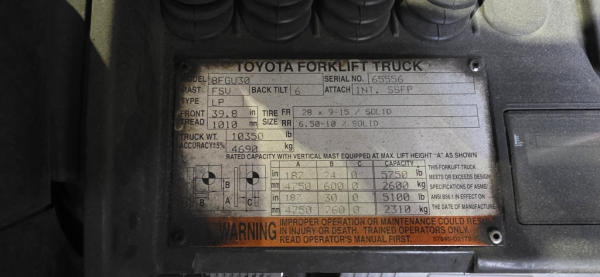 TOYOTA FORKLIFT TRUCK
MODEL 8FGU30 SERIAL NO. 65556
MAST FSV BACK TILT 6 ATTACH INT. SSFP
TYPE LP
FRONT TREAD 39.8 in TIRE SIZE FR 28 x 9-15 / SOLID
1010 mm RR 6.50-10 / SOLID
TRUCK WT. 10350 lb
ACCURACY±5% 4690 kg
RATED CAPACITY WITH VERTICAL MAST EQUIPPED AT MAX. LIFT HEIGHT "A" AS SHOWN
A B C CAPACITY THIS FORKLIFT TRUCK
in 187 24 0 5750 lb MEETS OR EXCEEDS DESIGN
mm 4750 600 0 2600 kg SPECIFICATIONS OF ASME/
in 187 30 0 5100 lb ANSI B56.1 IN EFFECT ON
mm 4750 760 0 2310 kg THE DATE OF MANUFACTURE
B A C
B A
WARNING IMPROPER OPERATION OR MAINTENANCE COULD RESULT
IN INJURY OR DEATH. TRAINED OPERATORS ONLY.
READ OPERATOR'S MANUAL FIRST.